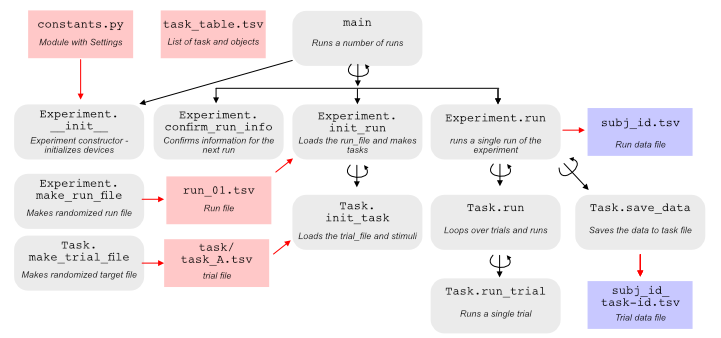 constants.py
Module with Settings
task_table.tsv
List of task and objects
main
Runs a number of runs
Experiment.
__init__
Experiment constructor -
initializes devices
Experiment.
confirm_run_info
Confirms information for the
next run
Experiment.
init_run
Loads the run_file and makes
tasks
Experiment.run
runs a single run of the
experiment
subj_id.tsv
Run data file
Experiment.
make_run_file
Makes randomized run file
run_01.tsv
Run file
Task.
init_task
Loads the trial_file and stimuli
Task.run
Loops over trials and runs
Task.save_data
Saves the data to task file
Task.
make_trial_file
Makes randomized target file
task/
task_A.tsv
trial file
Task.run_trial
Runs a single trial
subj_id_
task-id.tsv
Trial data file